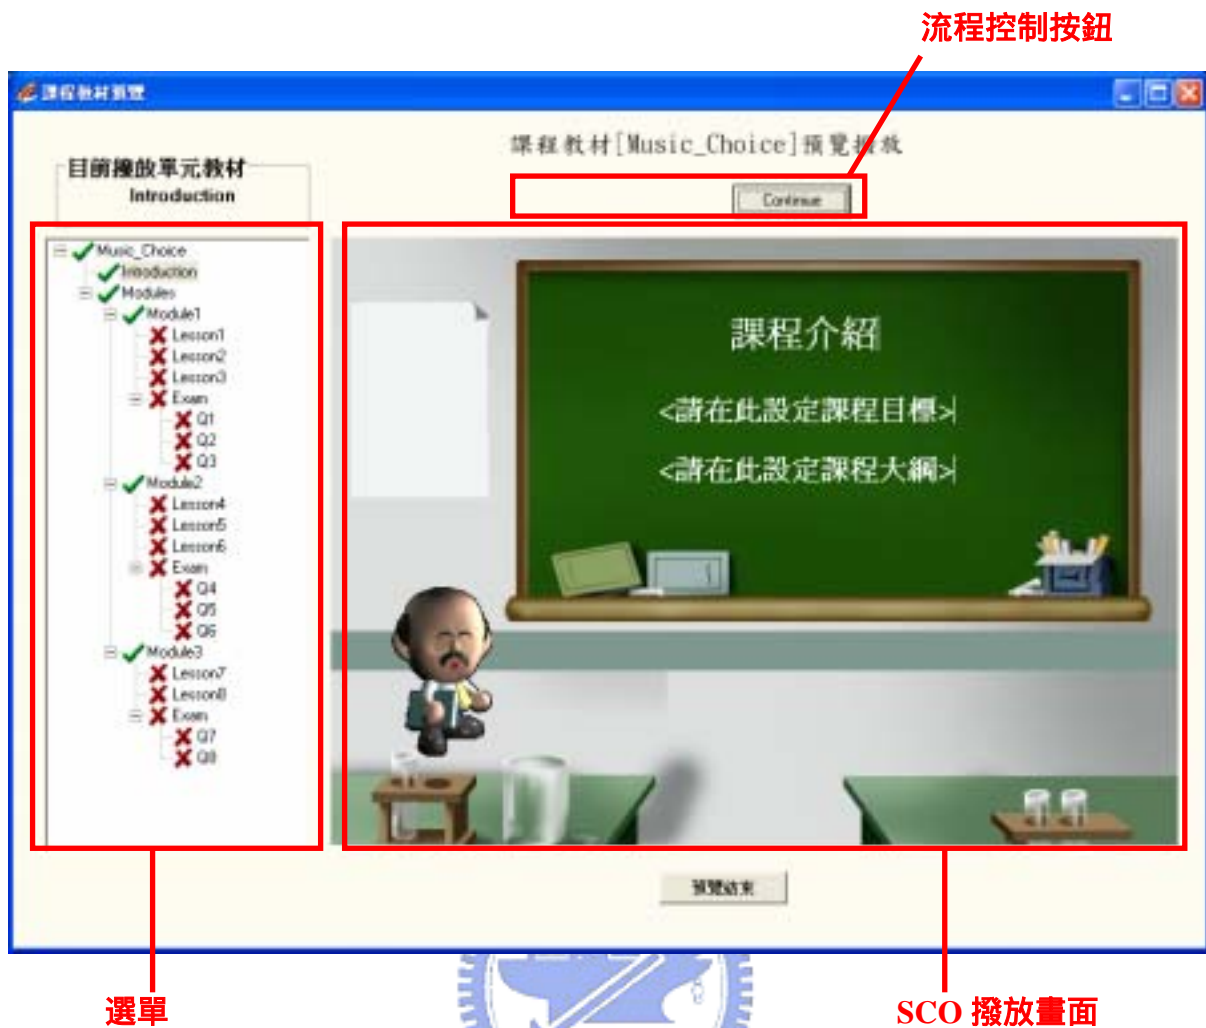 流程控制按鈕
課程教材預覽
課程教材[Music_Choice]預覽撥放
目前撥放單元教材
Introduction
Continue
Music_Choice
Introduction
Modules
Module1
Lesson1
Lesson2
Lesson3
Exam
Q1
Q2
Q3
Module2
Lesson4
Lesson5
Lesson6
Exam
Q4
Q5
Q6
Module3
Lesson7
Lesson8
Exam
Q7
Q8
課程介紹
<請在此設定課程目標>
<請在此設定課程大綱>
預覽結束
選單
SCO 撥放畫面